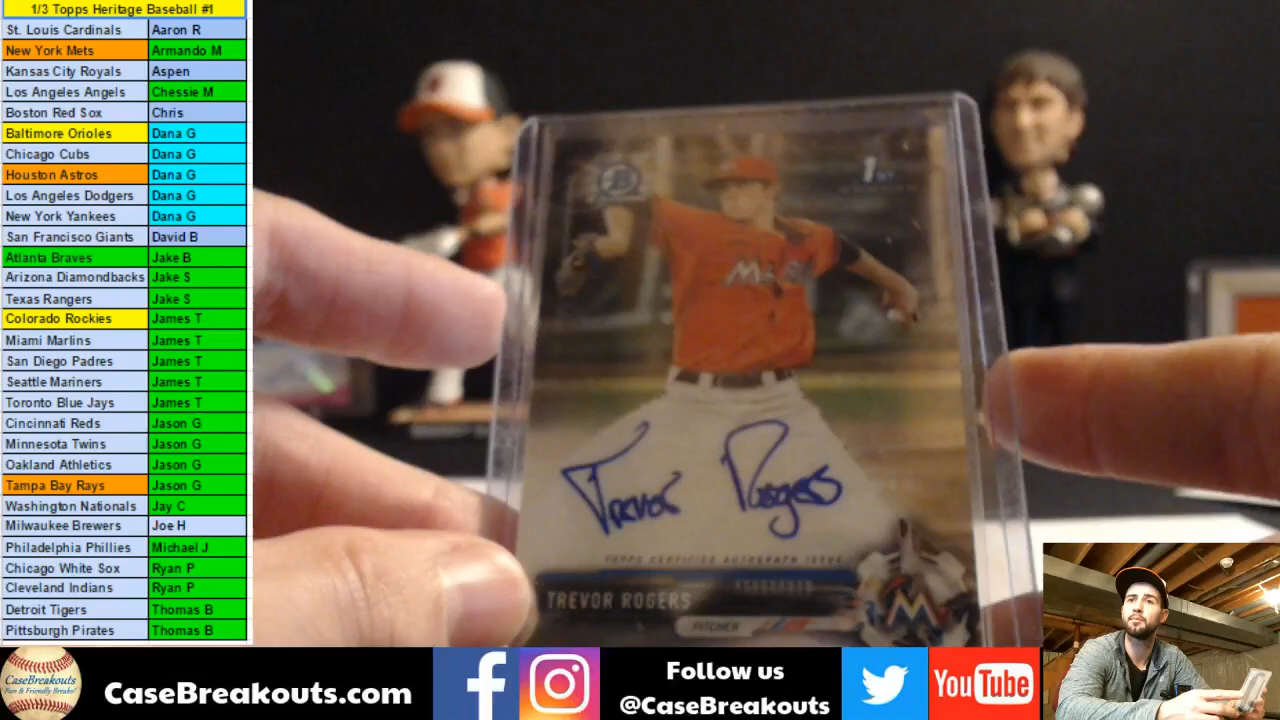 1/3 Topps Heritage Baseball #1
St. Louis Cardinals Aaron R
New York Mets Armando M
Kansas City Royals Aspen
Los Angeles Angels Chessie M
Boston Red Sox Chris
Baltimore Orioles Dana G
Chicago Cubs Dana G
Houston Astros Dana G
Los Angeles Dodgers Dana G
New York Yankees Dana G
San Francisco Giants David B
Atlanta Braves Jake B
Arizona Diamondbacks Jake S
Texas Rangers Jake S
Colorado Rockies James T
Miami Marlins James T
San Diego Padres James T
Seattle Mariners James T
Toronto Blue Jays James T
Cincinnati Reds Jason G
Minnesota Twins Jason G
Oakland Athletics Jason G
Tampa Bay Rays Jason G
Washington Nationals Jay C
Milwaukee Brewers Joe H
Philadelphia Phillies Michael J
Chicago White Sox Ryan P
Cleveland Indians Ryan P
Detroit Tigers Thomas B
Pittsburgh Pirates Thomas B
1ST
Trevor Rogers
TOPPS CERTIFIED AUTOGRAPH ISSUE
TREVOR ROGERS
PITCHER
M
CaseBreakouts
Fun & Friendly Breaks!
CaseBreakouts.com
Follow us
@CaseBreakouts
YouTube